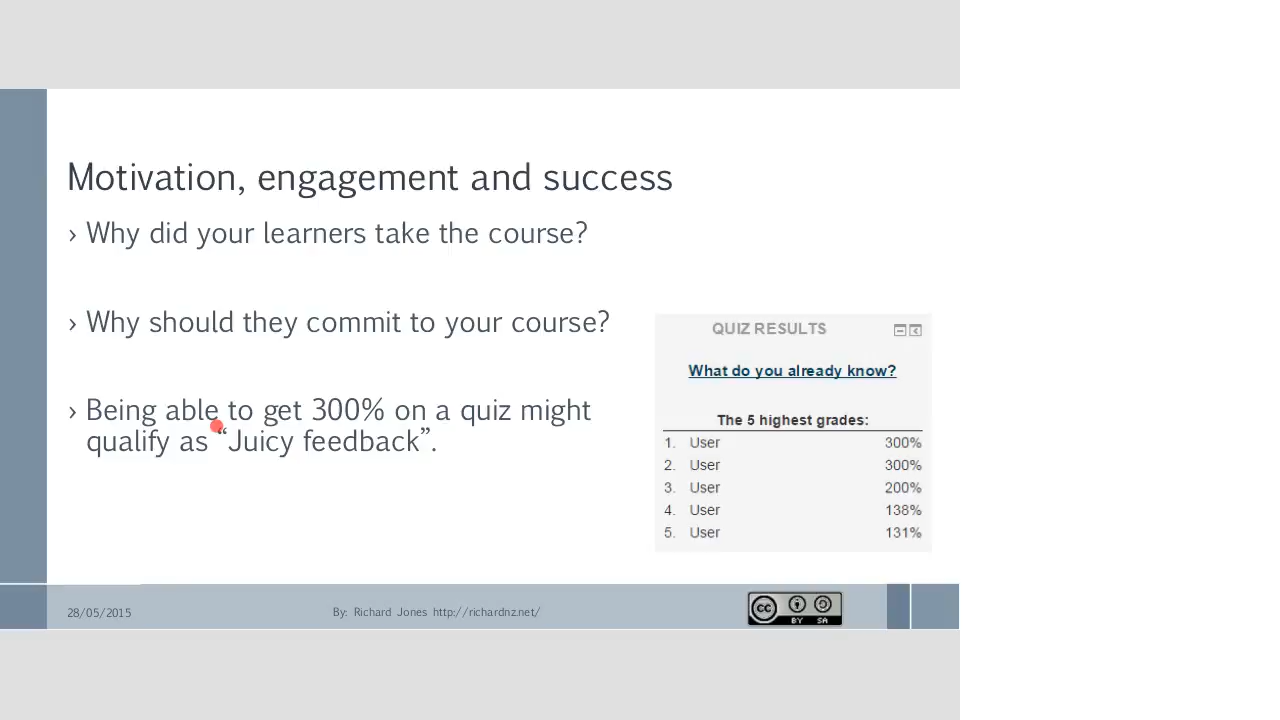 Motivation, engagement and success
› Why did your learners take the course?
› Why should they commit to your course?
› Being able to get 300% on a quiz might
qualify as “Juicy feedback”.
QUIZ RESULTS
What do you already know?
The 5 highest grades:
1. User 300%
2. User 300%
3. User 200%
4. User 138%
5. User 131%
28/05/2015
By: Richard Jones http://richardnz.net/
cc
BY SA